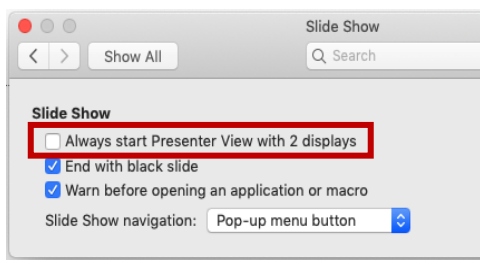 Slide Show
Show All
Search
Slide Show
Always start Presenter View with 2 displays
End with black slide
Warn before opening an application or macro
Slide Show navigation: Pop-up menu button